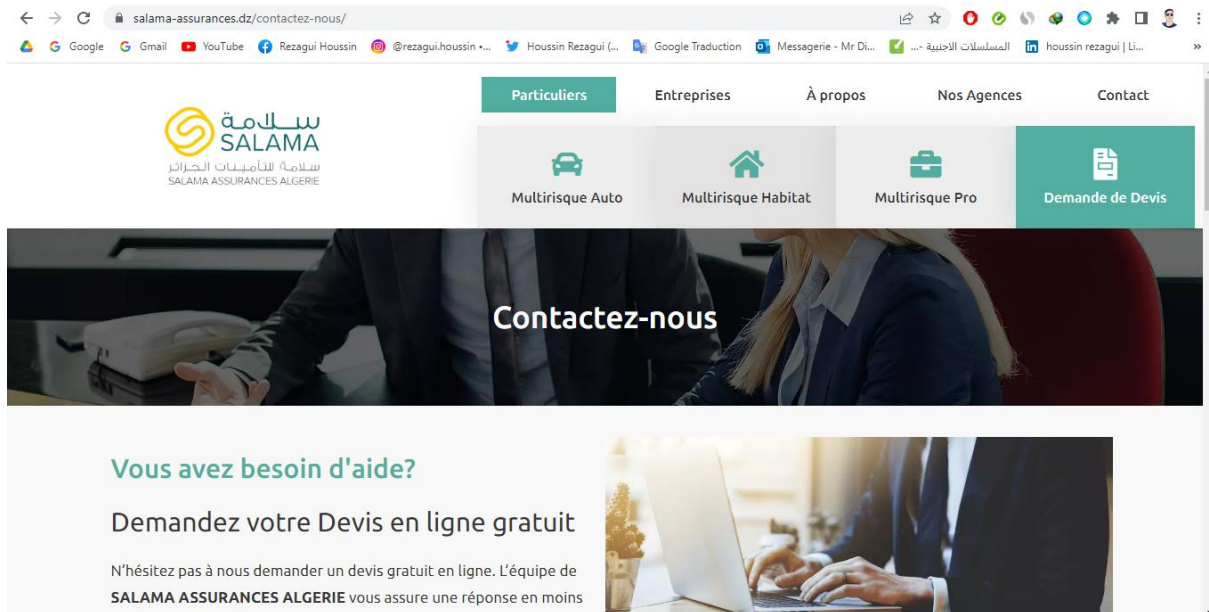 salama-assurances.dz/contactez-nous/
Google
Gmail
YouTube
Rezagui Houssin
@rezagui.houssin •...
Houssin Rezagui (...
Google Traduction
Messagerie - Mr Di...
المسلسلات الاجنبية -...
houssin rezagui | Li...
»
سلامة
SALAMA
سلامة للتأمينات الجزائر
SALAMA ASSURANCES ALGERIE
Particuliers
Entreprises
À propos
Nos Agences
Contact
Multirisque Auto
Multirisque Habitat
Multirisque Pro
Demande de Devis
Contactez-nous
Vous avez besoin d'aide?
Demandez votre Devis en ligne gratuit
N'hésitez pas à nous demander un devis gratuit en ligne. L'équipe de
SALAMA ASSURANCES ALGERIE vous assure une réponse en moins